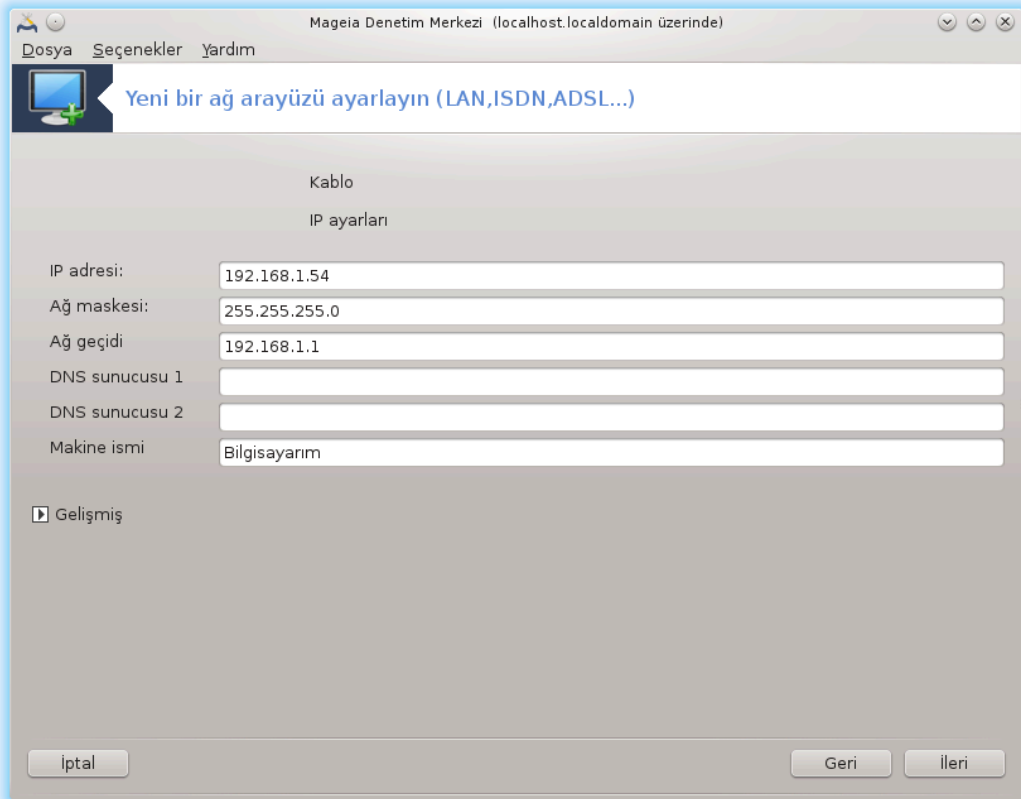 Mageia Denetim Merkezi (localhost.localdomain üzerinde)
Dosya Seçenekler Yardım
Yeni bir ağ arayüzü ayarlayın (LAN,ISDN,ADSL...)
Kablo
IP ayarları
IP adresi: 192.168.1.54
Ağ maskesi: 255.255.255.0
Ağ geçidi 192.168.1.1
DNS sunucusu 1
DNS sunucusu 2
Makine ismi Bilgisayarım
Gelişmiş
İptal Geri İleri